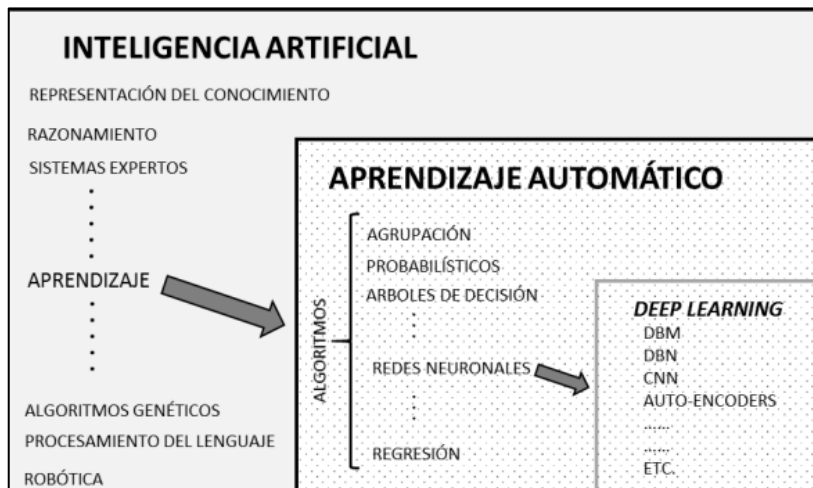 INTELIGENCIA ARTIFICIAL
REPRESENTACIÓN DEL CONOCIMIENTO
RAZONAMIENTO
SISTEMAS EXPERTOS
APRENDIZAJE
ALGORITMOS GENÉTICOS
PROCESAMIENTO DEL LENGUAJE
ROBÓTICA
APRENDIZAJE AUTOMÁTICO
ALGORITMOS
AGRUPACIÓN
PROBABILÍSTICOS
ARBOLES DE DECISIÓN
REDES NEURONALES
REGRESIÓN
DEEP LEARNING
DBM
DBN
CNN
AUTO-ENCODERS
......
......
ETC.